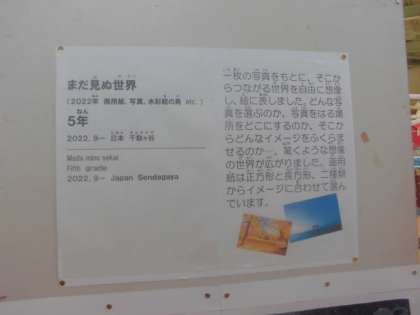 まだ見ぬ世界
(2022年 画用紙、写真、水彩絵の具 etc.)
5年
2022. 9〜 日本 千駄ヶ谷
Mada minu sekai
Fifth grade
2022. 9〜 Japan Sendagaya
一枚の写真をもとに、そこか
らつながる世界を自由に想像
し、絵に表しました。どんな写
真を選ぶのか、写真をはる場
所をどこにするのか、そこか
らどんなイメージをふくらま
せるのか…。驚くような想像
の世界が広がりました。画用
紙は正方形と長方形、二種類
からイメージに合わせて選ん
でいます。